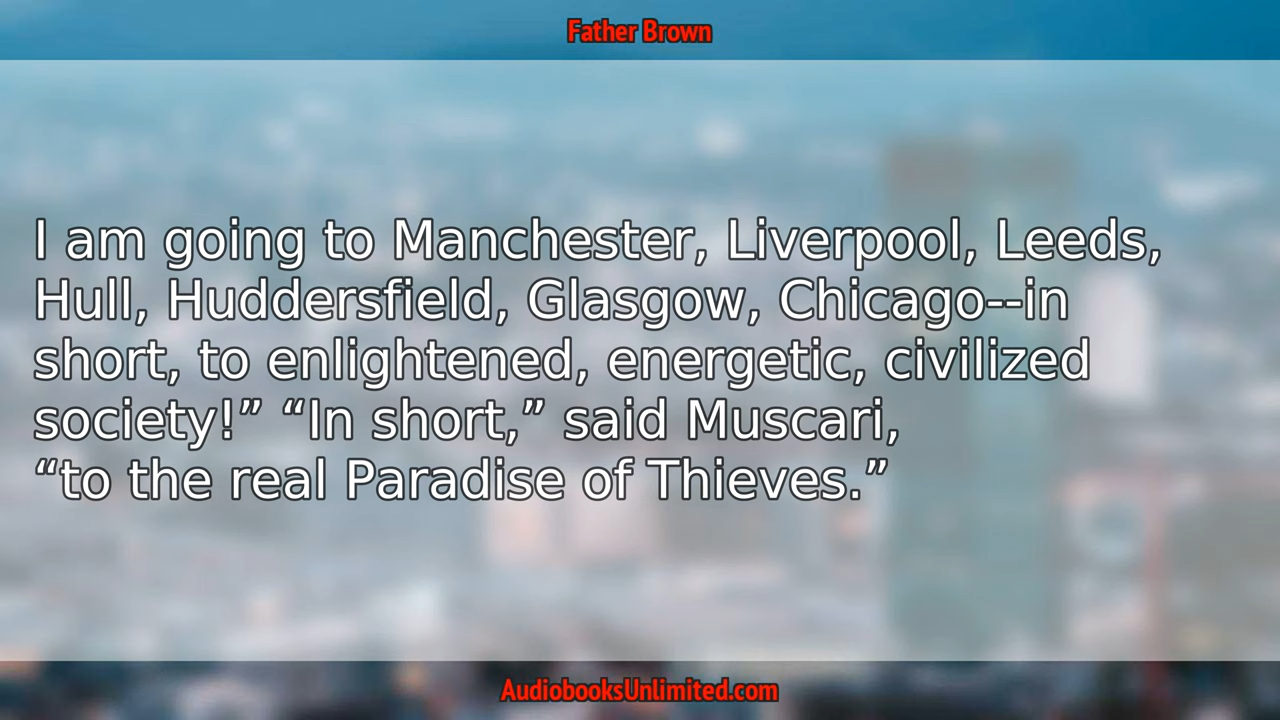 Father Brown
I am going to Manchester, Liverpool, Leeds,
Hull, Huddersfield, Glasgow, Chicago--in
short, to enlightened, energetic, civilized
society!” “In short,” said Muscari,
“to the real Paradise of Thieves.”
AudiobooksUnlimited.com